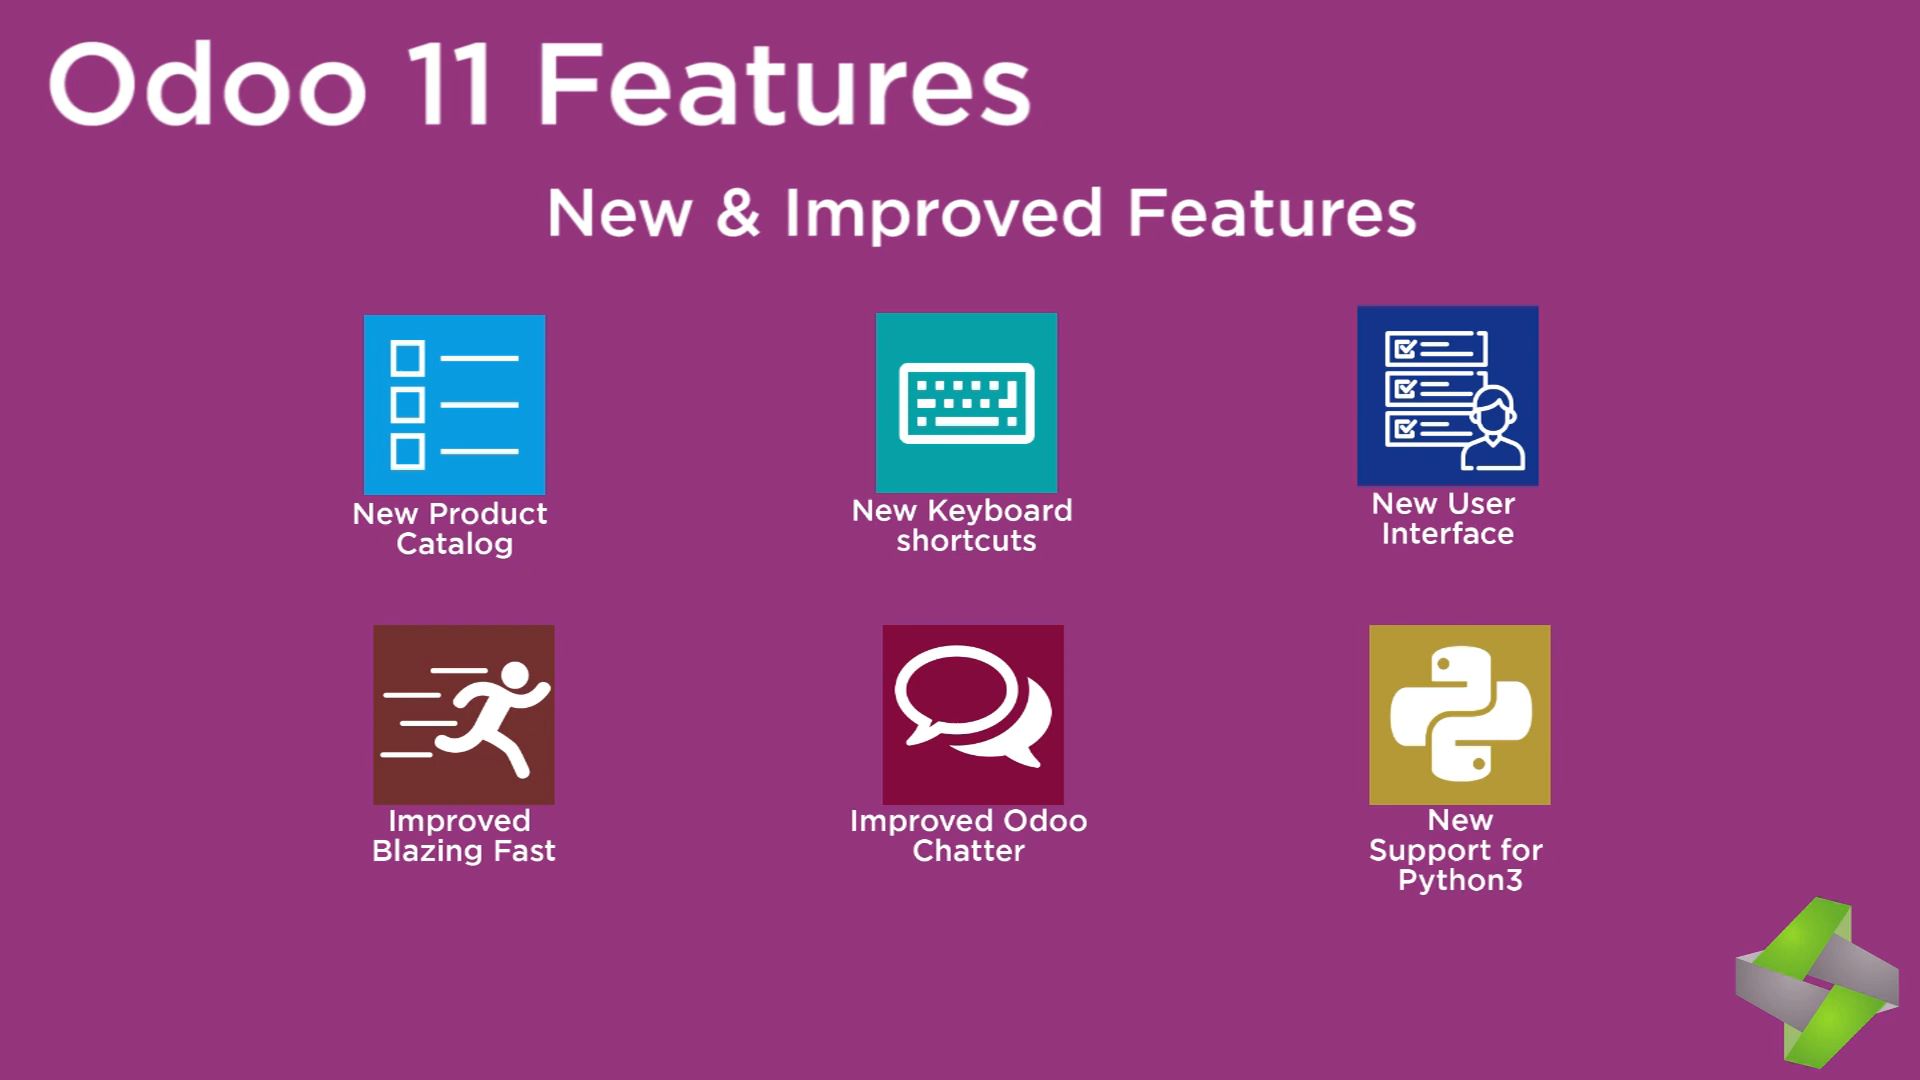 Odoo 11 Features
New & Improved Features
New Product
Catalog
New Keyboard
shortcuts
New User
Interface
Improved
Blazing Fast
Improved Odoo
Chatter
New
Support for
Python3